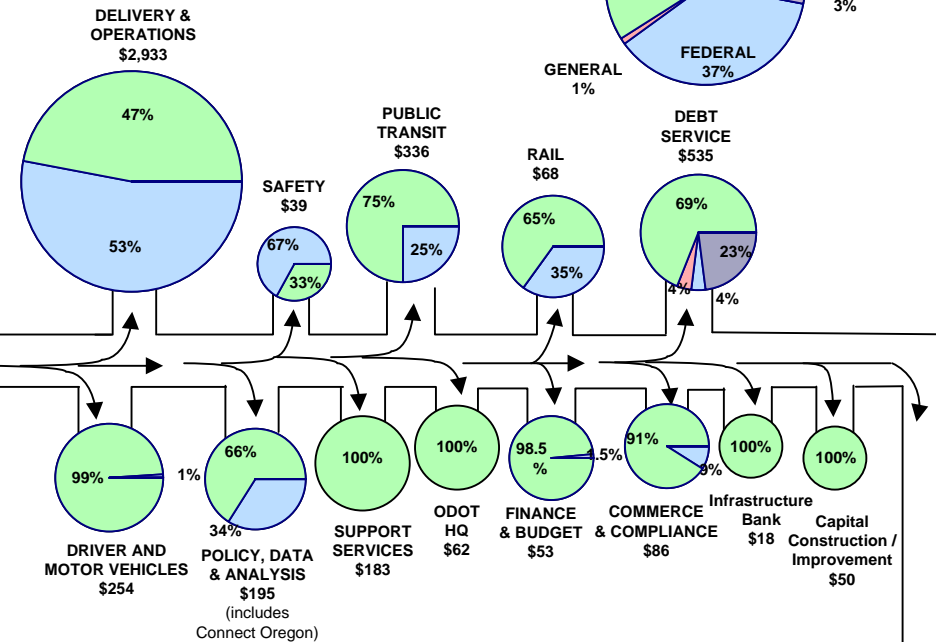 3%
FEDERAL
37%
GENERAL
1%
DELIVERY &
OPERATIONS
$2,933
47%
53%
SAFETY
$39
67%
33%
PUBLIC
TRANSIT
$336
75%
25%
RAIL
$68
65%
35%
DEBT
SERVICE
$535
69%
23%
4%
4%
99%
1%
DRIVER AND
MOTOR VEHICLES
$254
66%
34%
POLICY, DATA
& ANALYSIS
$195
(includes
Connect Oregon)
100%
SUPPORT
SERVICES
$183
100%
ODOT
HQ
$62
98.5
%
1.5%
FINANCE
& BUDGET
$53
91%
9%
COMMERCE
& COMPLIANCE
$86
100%
Infrastructure
Bank
$18
100%
Capital
Construction /
Improvement
$50